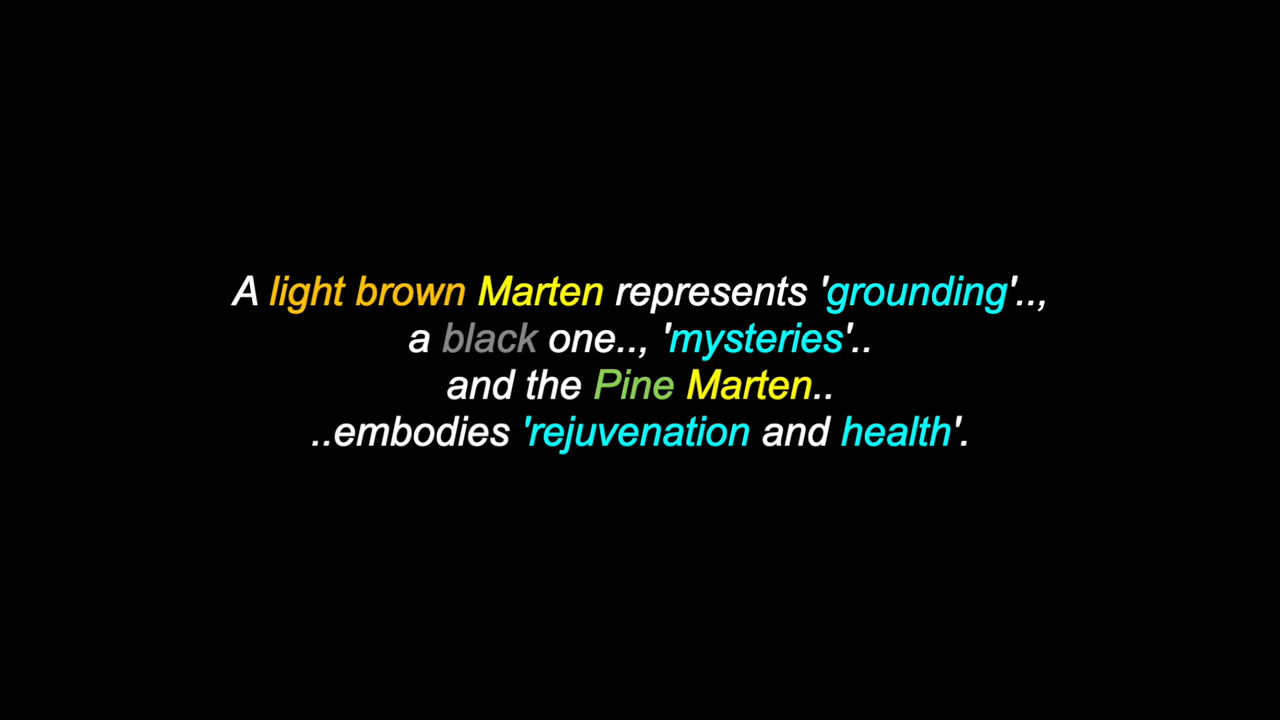 A light brown Marten represents 'grounding'..,
a black one.., 'mysteries'..
and the Pine Marten..
..embodies 'rejuvenation and health'.